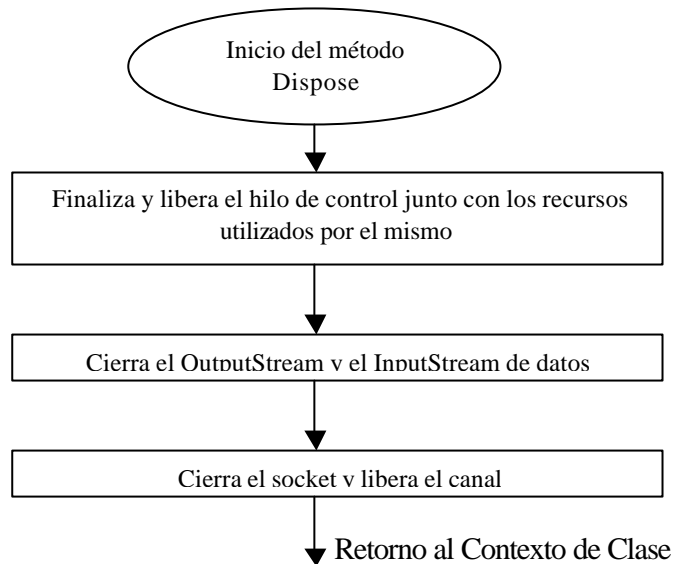 Inicio del método
Dispose
Finaliza y libera el hilo de control junto con los recursos
utilizados por el mismo
Cierra el OutputStream y el InputStream de datos
Cierra el socket y libera el canal
Retorno al Contexto de Clase